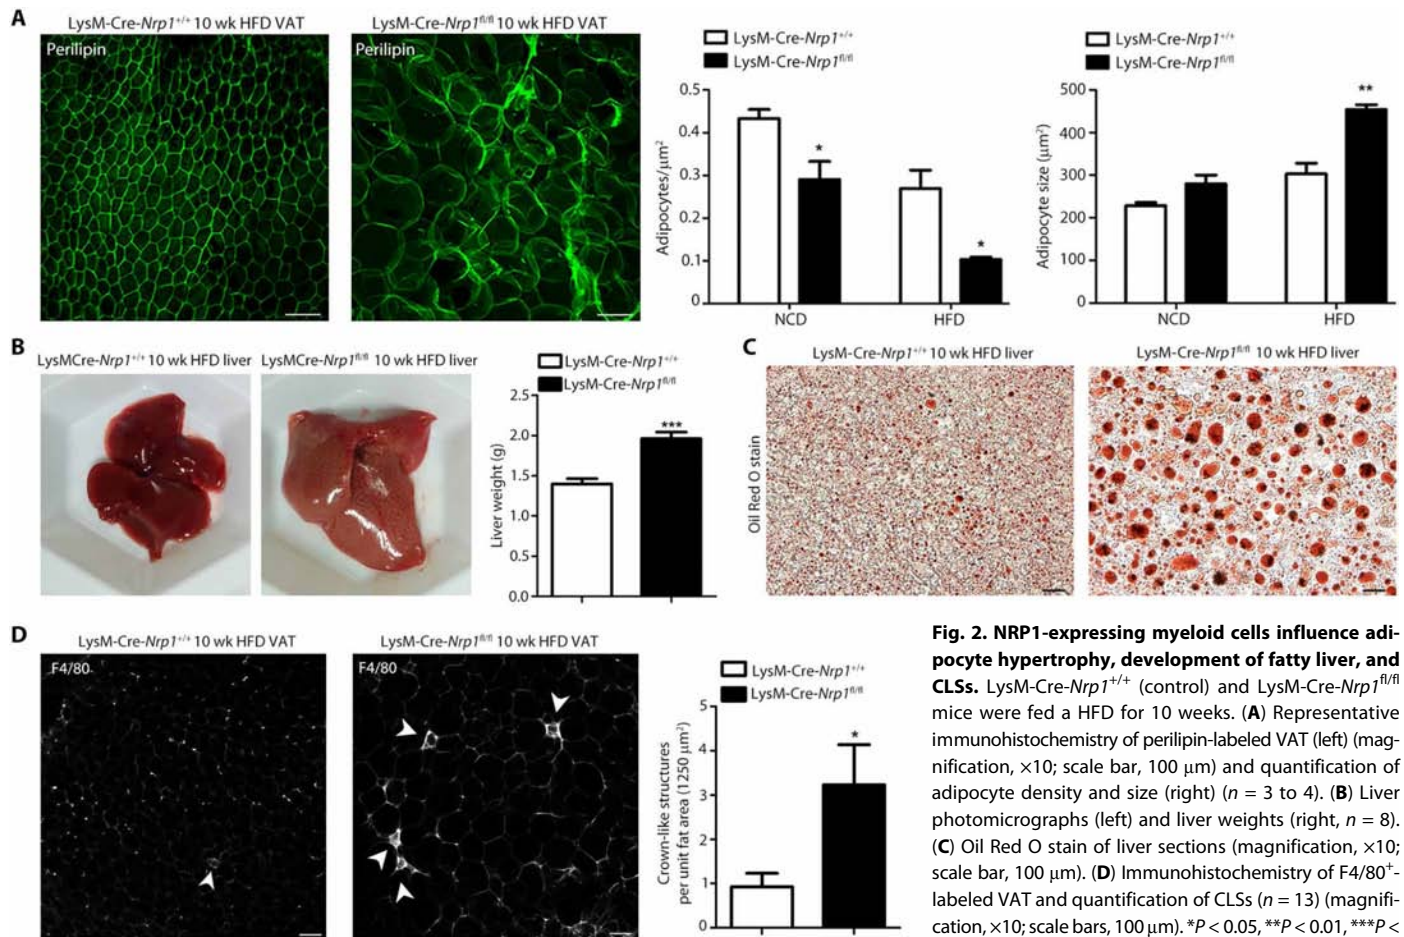 A
LysM-Cre-Nrp1+/+ 10 wk HFD VAT
LysM-Cre-Nrp1fl/fl 10 wk HFD VAT
Perilipin
Perilipin
LysM-Cre-Nrp1+/+
LysM-Cre-Nrp1fl/fl
Adipocytes/μm2
0.5
0.4
0.3
0.2
0.1
0
*
*
NCD
HFD
LysM-Cre-Nrp1+/+
LysM-Cre-Nrp1fl/fl
Adipocyte size (μm2)
500
400
300
200
100
0
**
NCD
HFD
B
LysMCre-Nrp1+/+ 10 wk HFD liver
LysMCre-Nrp1fl/fl 10 wk HFD liver
LysM-Cre-Nrp1+/+
LysM-Cre-Nrp1fl/fl
Liver weight (g)
2.5
2.0
1.5
1.0
0.5
0.0
***
C
LysM-Cre-Nrp1+/+ 10 wk HFD liver
LysM-Cre-Nrp1fl/fl 10 wk HFD liver
Oil Red O stain
D
LysM-Cre-Nrp1+/+ 10 wk HFD VAT
LysM-Cre-Nrp1fl/fl 10 wk HFD VAT
F4/80
F4/80
LysM-Cre-Nrp1+/+
LysM-Cre-Nrp1fl/fl
Crown-like structures
per unit fat area (1250 μm2)
5
4
3
2
1
0
*
Fig. 2. NRP1-expressing myeloid cells influence adi-
pocyte hypertrophy, development of fatty liver, and
CLSs. LysM-Cre-Nrp1+/+ (control) and LysM-Cre-Nrp1fl/fl
mice were fed a HFD for 10 weeks. (A) Representative
immunohistochemistry of perilipin-labeled VAT (left) (mag-
nification, ×10; scale bar, 100 μm) and quantification of
adipocyte density and size (right) (n = 3 to 4). (B) Liver
photomicrographs (left) and liver weights (right, n = 8).
(C) Oil Red O stain of liver sections (magnification, ×10;
scale bar, 100 μm). (D) Immunohistochemistry of F4/80+-
labeled VAT and quantification of CLSs (n = 13) (magnifi-
cation, ×10; scale bars, 100 μm). *P < 0.05, **P < 0.01, ***P <